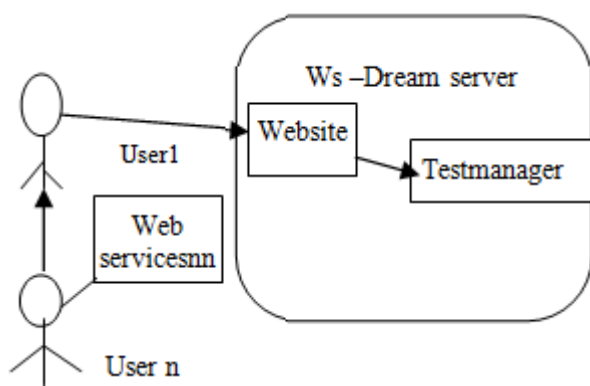 Ws –Dream server
Website
User1
Testmanager
Web
servicesnn
User n